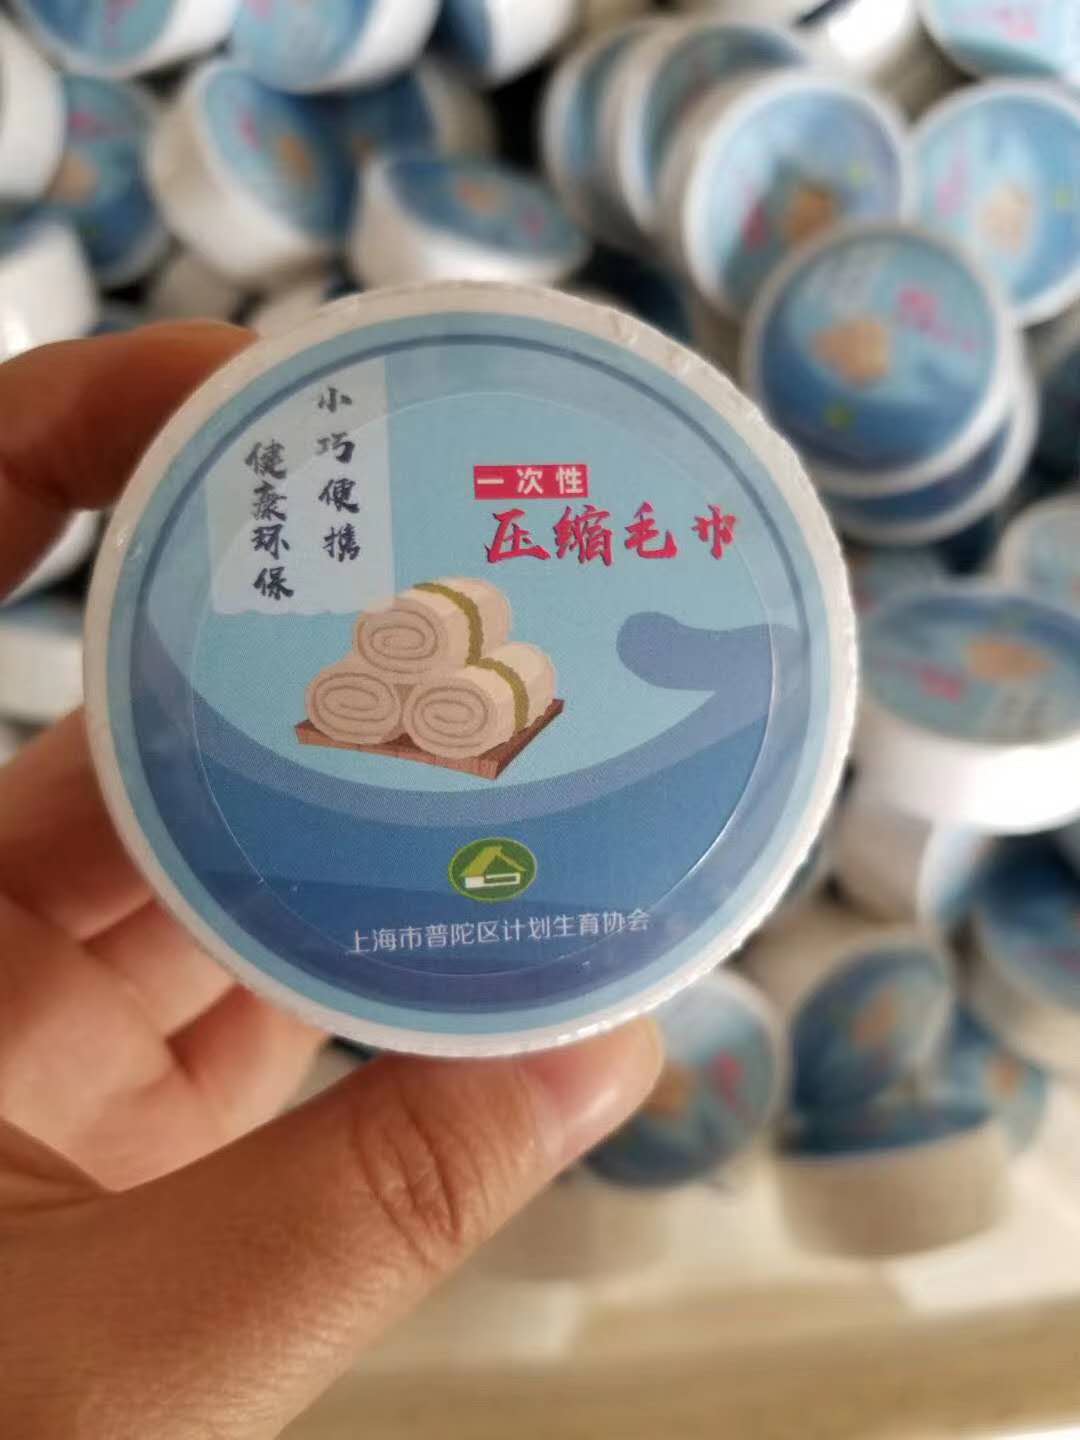 小巧便携
健康环保
一次性
压缩毛巾
上海市普陀区计划生育协会